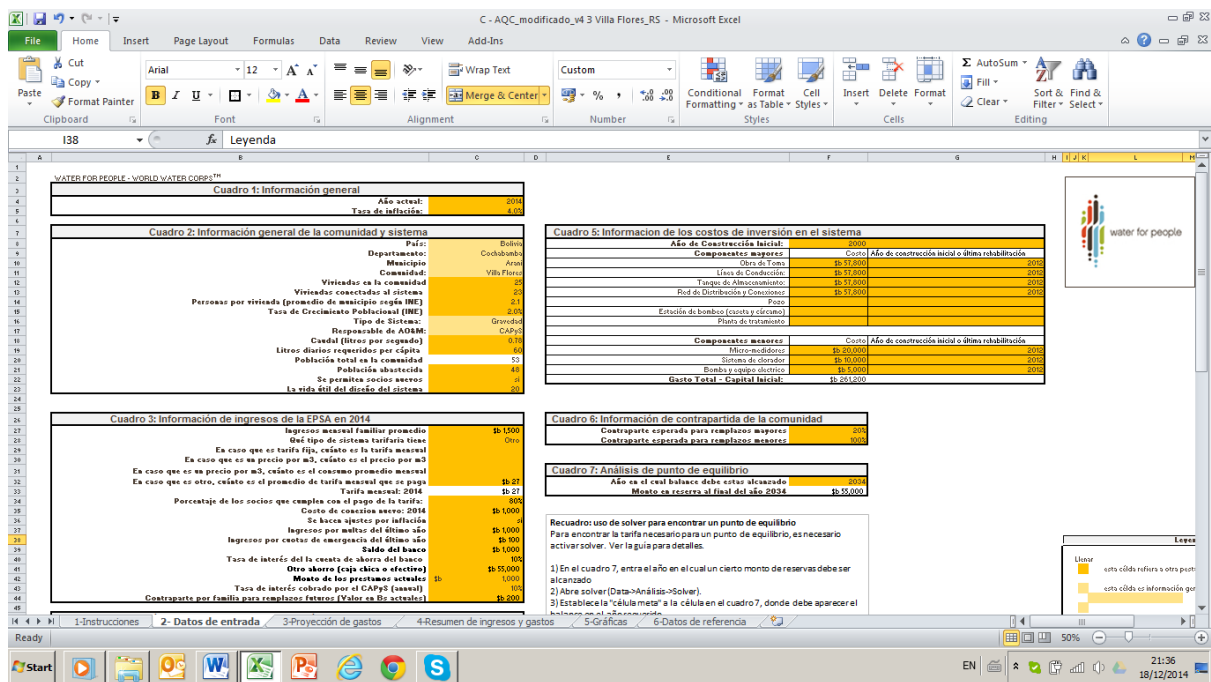 C - AQC_modificado_v4 3 Villa Flores_RS - Microsoft Excel
File Home Insert Page Layout Formulas Data Review View Add-Ins
Paste
Cut
Copy
Format Painter
Clipboard
Arial 12
B I U
Font
Wrap Text
Merge & Center
Alignment
Custom
Number
Conditional Formatting
Format as Table
Cell Styles
Styles
Insert Delete Format
Cells
AutoSum
Fill
Clear
Sort & Filter
Find & Select
Editing
I38 fx Leyenda
A B C D E F G H I J K L M
WATER FOR PEOPLE - WORLD WATER CORPS™
Cuadro 1: Información general
Año actual: 2014
Tasa de inflación: 4.0%
Cuadro 2: Información general de la comunidad y sistema
País: Bolivia
Departamento: Cochabamba
Municipio Arani
Comunidad: Villa Flores
Viviendas en la comunidad 25
Viviendas conectadas al sistema 23
Personas por vivienda (promedio de municipio según INE) 2.1
Tasa de Crecimiento Poblacional (INE) 2.0%
Tipo de Sistema: Gravedad
Responsable de AO&M: CAPyS
Caudal (litros por segundo) 0.78
Litros diarios requeridos per cápita 60
Población total en la comunidad 53
Población abastecida 48
Se permiten socios nuevos si
La vida útil del diseño del sistema 20
Cuadro 3: Información de ingresos de la EPSA en 2014
Ingresos mensual familiar promedio $b 1,500
Qué tipo de sistema tarifaria tiene Otro
En caso que es tarifa fija, cuánto es la tarifa mensual
En caso que es un precio por m3, cuánto es el precio por m3
En caso que es un precio por m3, cuánto es el consumo promedio mensual
En caso que es otro, cuánto es el promedio de tarifa mensual que se paga $b 27
Tarifa mensual: 2014 $b 27
Porcentaje de los socios que cumplen con el pago de la tarifa: 80%
Costo de conexion nuevo: 2014 $b 1,000
Se hacen ajustes por inflación si
Ingresos por multas del último año $b 1,000
Ingresos por cuotas de emergencia del último año $b 100
Saldo del banco $b 1,000
Tasa de interés de la cuenta de ahorra del banco 10%
Otro ahorro (caja chica o efectivo) $b 55,000
Monto de los prestamos actuales $b 1,000
Tasa de interés cobrado por el CAPyS (annual) 10%
Contraparte por familia para remplazos futuros (Valor en Bs actuales) $b 200
Cuadro 5: Informacion de los costos de inversión en el sistema
Año de Construcción Inicial: 2000
Componentes mayores Costo Año de construcción inicial o última rehabilitación
Obra de Toma $b 57,800 2012
Línea de Conducción: $b 57,800 2012
Tanque de Almacenamiento: $b 57,800 2012
Red de Distribución y Conexiones $b 57,800 2012
Pozo
Estación de bombeo (caseta y cárcamo)
Planta de tratamiento
Componentes menores Costo Año de construcción inicial o última rehabilitación
Micro-medidores $b 20,000 2012
Sistema de clorador $b 10,000 2012
Bomba y equipo electrico $b 5,000 2012
Gasto Total - Capital Inicial: $b 261,200
Cuadro 6: Información de contrapartida de la comunidad
Contraparte esperada para remplazos mayores 20%
Contraparte esperada para remplazos menores 100%
Cuadro 7: Análisis de punto de equilibrio
Año en el cual balance debe estas alcanzado 2034
Monto en reserva al final del año 2034 $b 55,000
Recuadro: uso de solver para encontrar un punto de equilibrio
Para encontrar la tarifa necesario para un punto de equilibrio, es necesario
activar solver. Ver la guia para detalles.
1) En el cuadro 7, entra el año en el cual un cierto monto de reservas debe ser
alcanzado
2) Abre solver (Data->Análisis->Solver).
3) Establece la "célula meta" a la célula en el cuadro 7, donde debe aparecer el
balance en el año requerido
water for people
Llenar
esta célda refiera a otra
esta célda es información
1-Instrucciones 2- Datos de entrada 3-Proyección de gastos 4-Resumen de ingresos y gastos 5-Gráficas 6-Datos de referencia
Ready 50%
Start EN 21:36
18/12/2014